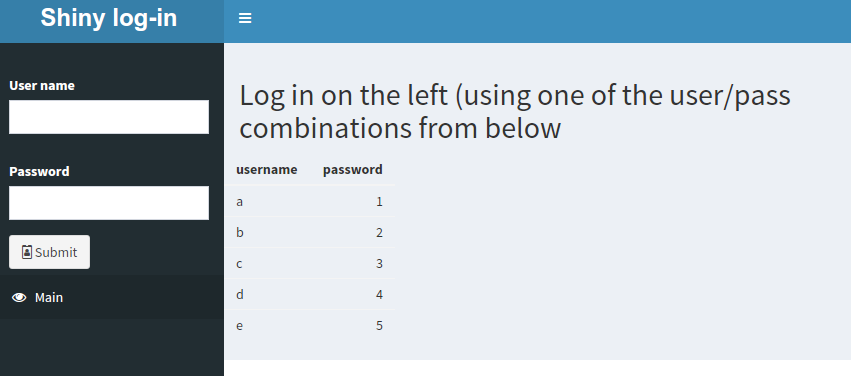 Shiny log-in
User name
Password
Submit
Main
Log in on the left (using one of the user/pass
combinations from below
username password
a 1
b 2
c 3
d 4
e 5